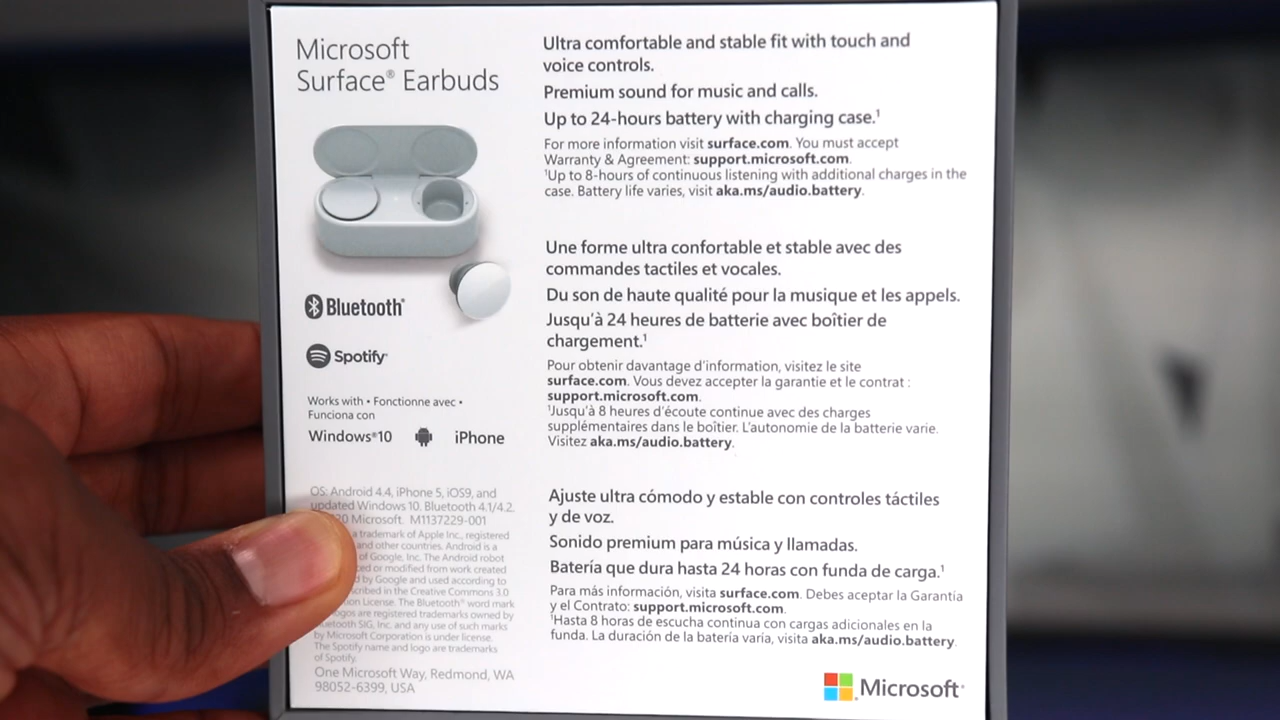 Microsoft
Surface® Earbuds
Bluetooth®
Spotify®
Works with • Fonctionne avec •
Funciona con
Windows®10
iPhone
OS: Android 4.4, iPhone 5, iOS9, and
updated Windows 10. Bluetooth 4.1/4.2.
20 Microsoft. M1137229-001
a trademark of Apple Inc., registered
and other countries. Android is a
of Google, Inc. The Android robot
or modified from work created
by Google and used according to
in the Creative Commons 3.0
License. The Bluetooth® word mark
are registered trademarks owned by
SIG, Inc. and any use of such marks
by Microsoft Corporation is under license.
The Spotify name and logo are trademarks
of Spotify.
One Microsoft Way, Redmond, WA
98052-6399, USA
Ultra comfortable and stable fit with touch and
voice controls.
Premium sound for music and calls.
Up to 24-hours battery with charging case.¹
For more information visit surface.com. You must accept
Warranty & Agreement: support.microsoft.com.
¹Up to 8-hours of continuous listening with additional charges in the
case. Battery life varies, visit aka.ms/audio.battery.
Une forme ultra confortable et stable avec des
commandes tactiles et vocales.
Du son de haute qualité pour la musique et les appels.
Jusqu'à 24 heures de batterie avec boîtier de
chargement.¹
Pour obtenir davantage d'information, visitez le site
surface.com. Vous devez accepter la garantie et le contrat :
support.microsoft.com.
¹Jusqu'à 8 heures d'écoute continue avec des charges
supplémentaires dans le boîtier. L'autonomie de la batterie varie.
Visitez aka.ms/audio.battery.
Ajuste ultra cómodo y estable con controles táctiles
y de voz.
Sonido premium para música y llamadas.
Batería que dura hasta 24 horas con funda de carga.¹
Para más información, visita surface.com. Debes aceptar la Garantía
y el Contrato: support.microsoft.com.
¹Hasta 8 horas de escucha continua con cargas adicionales en la
funda. La duración de la batería varía, visita aka.ms/audio.battery.
Microsoft